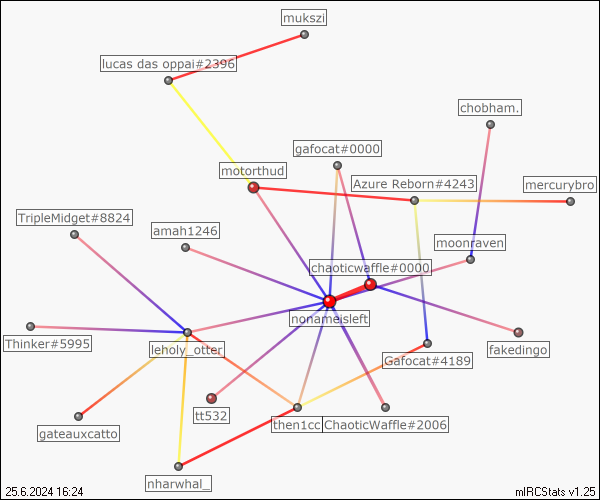 mukszi
lucas das oppai#2396
chobham.
gafocat#0000
motorthud
Azure Reborn#4243
mercurybro
TripleMidget#8824
amah1246
moonraven
chaoticwaffle#0000
nonamesleft
Thinker#5995
leholy_otter
Gafocat#4189
fakedingo
tt532
then1cc
ChaoticWaffle#2006
gateauxcatto
nharwhal_
25.6.2024 16:24
mIRCStats v1.25